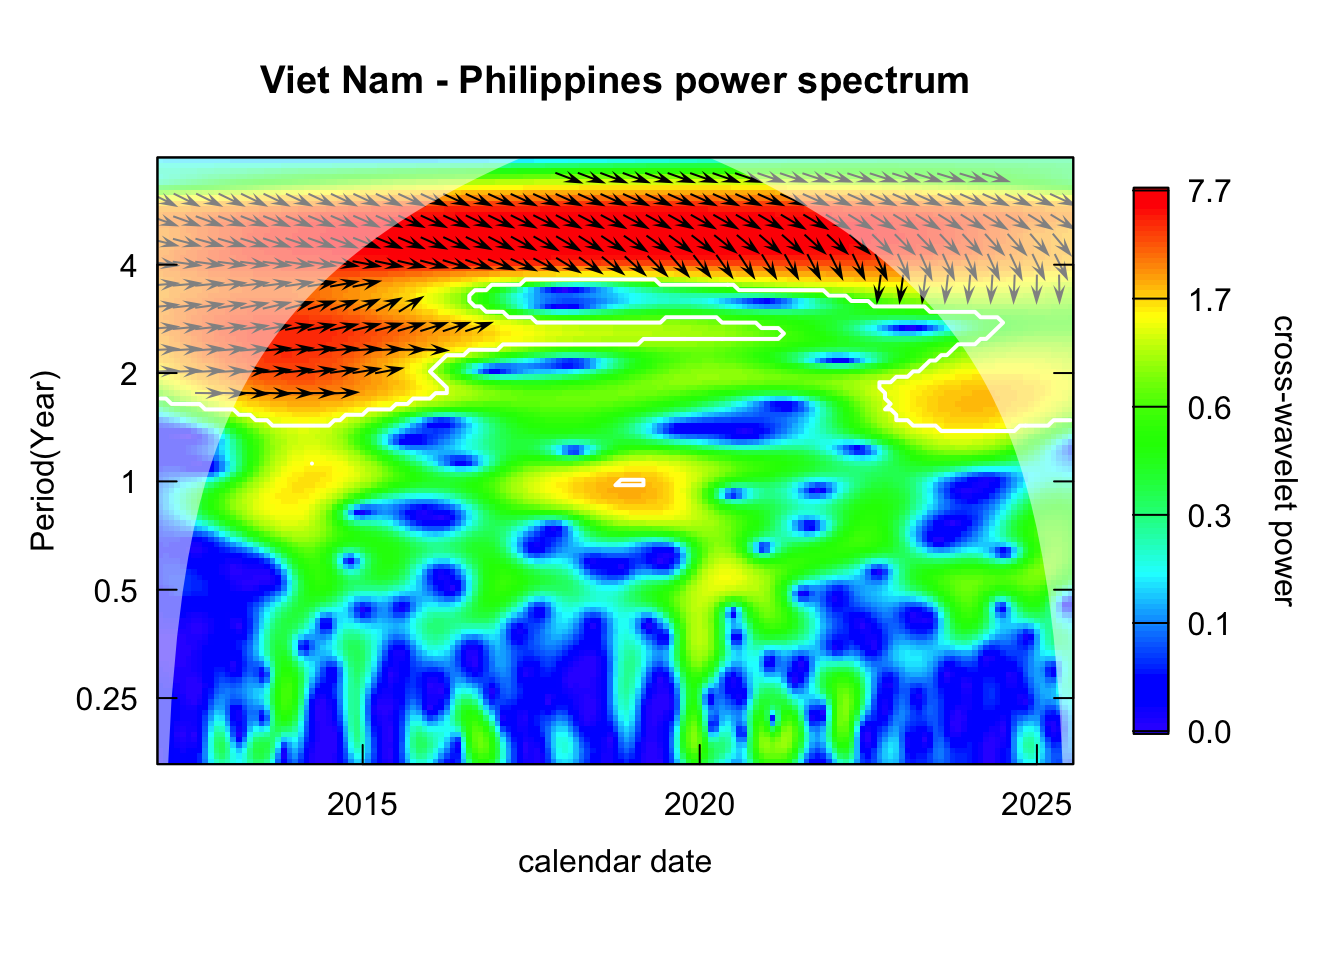 Viet Nam - Philippines power spectrum
Period(Year)
4
2
1
0.5
0.25
2015 2020 2025
calendar date
7.7
1.7
0.6
0.3
0.1
0.0
cross-wavelet power